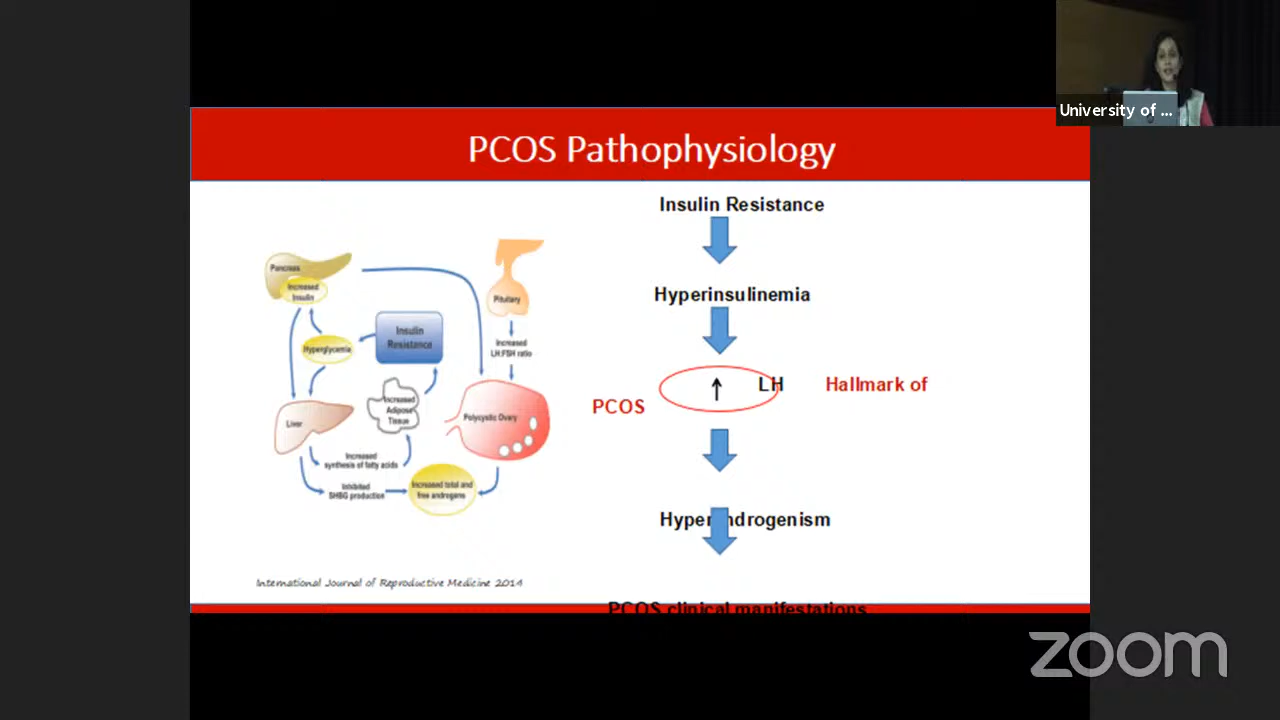 University of ...
PCOS Pathophysiology
Insulin Resistance
Hyperinsulinemia
↑ LH Hallmark of
PCOS
Hyperandrogenism
PCOS clinical manifestations
Pancreas
Increased
Insulin
Hyperglycemia
Insulin
Resistance
Pituitary
Increased
LH:FSH ratio
Increased
Adipose
Tissue
Polycystic Ovary
Liver
Increased
synthesis of fatty acids
Inhibited
SHBG production
Increased total and
free androgens
International Journal of Reproductive Medicine 2014
zoom